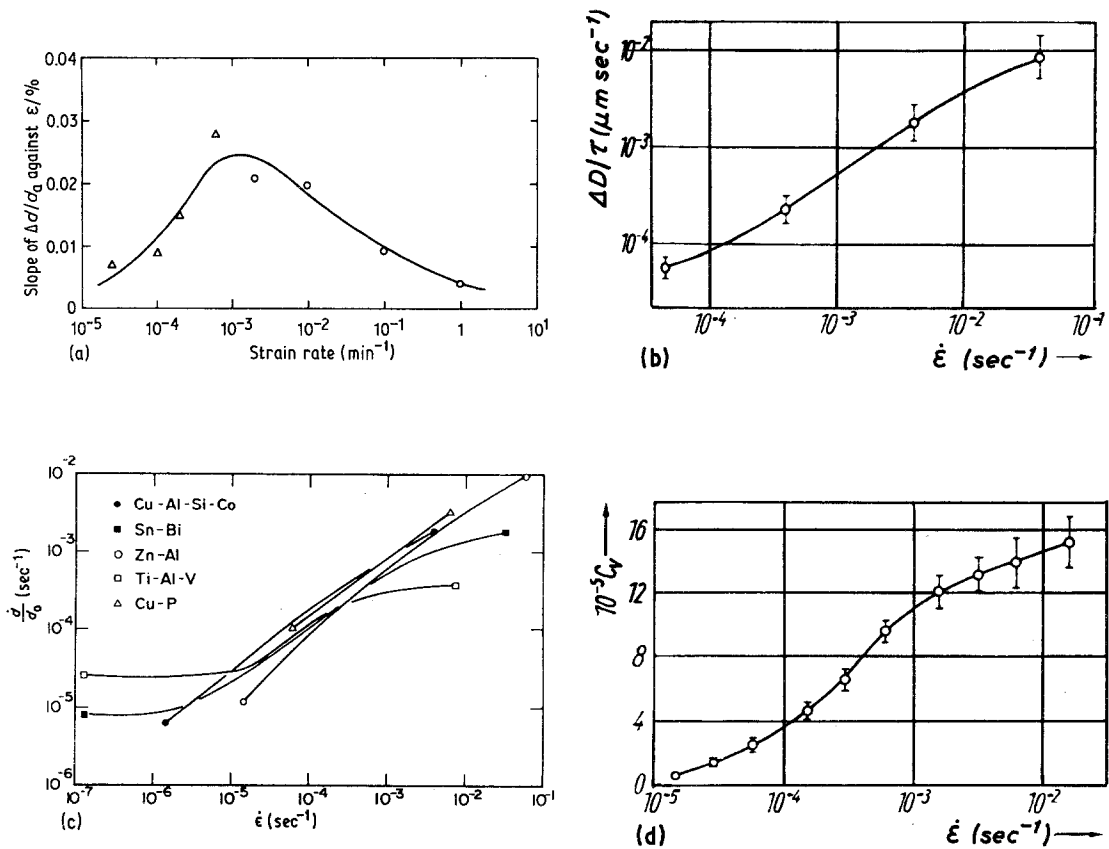 0.04
0.03
0.02
0.01
0
Slope of Δd/dₐ against ε/%
10⁻⁵ 10⁻⁴ 10⁻³ 10⁻² 10⁻¹ 1 10¹
(a) Strain rate (min⁻¹)
10⁻²
10⁻³
10⁻⁴
ΔD/τ (μm sec⁻¹)
10⁻⁴ 10⁻³ 10⁻² 10⁻¹
(b) ε̇ (sec⁻¹)
10⁻²
10⁻³
10⁻⁴
10⁻⁵
10⁻⁶
ḋ/d₀ (sec⁻¹)
Cu-Al-Si-Co
Sn-Bi
Zn-Al
Ti-Al-V
Cu-P
10⁻⁷ 10⁻⁶ 10⁻⁵ 10⁻⁴ 10⁻³ 10⁻² 10⁻¹
(c) ε̇ (sec⁻¹)
16
12
8
4
0
10⁻⁵Cᵥ
10⁻⁵ 10⁻⁴ 10⁻³ 10⁻²
(d) ε̇ (sec⁻¹)